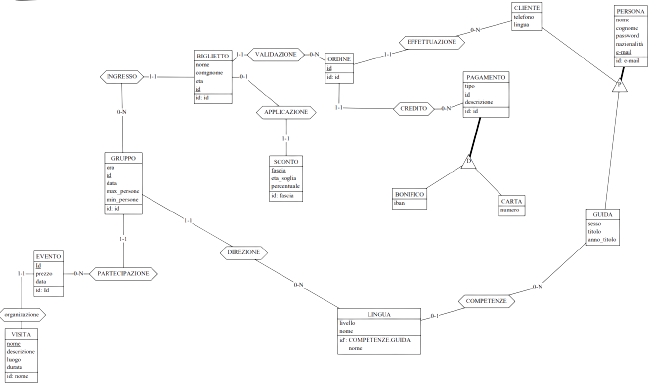 CLIENTE
telefono
lingua
PERSONA
nome
cognome
password
nazionalità
e-mail
id: e-mail
0-N
EFFETTUAZIONE
1-1
BIGLIETTO
nome
comgnome
eta
id
id: id
1-1
VALIDAZIONE
0-N
ORDINE
id
id: id
INGRESSO
1-1
0-1
0-N
APPLICAZIONE
1-1
1-1
CREDITO
0-N
PAGAMENTO
tipo
id
descrizione
id: id
P
D
SCONTO
fascia
eta_soglia
percentuale
id: fascia
BONIFICO
iban
CARTA
numero
GRUPPO
ora
id
data
max_persone
min_persone
id: id
1-1
1-1
DIREZIONE
0-N
GUIDA
sesso
titolo
anno_titolo
EVENTO
Id
prezzo
data
id: Id
1-1
0-N
PARTECIPAZIONE
organizzazione
VISITA
nome
descrizione
luogo
durata
id: nome
LINGUA
livello
nome
id': COMPETENZE.GUIDA
nome
0-1
COMPETENZE
0-N